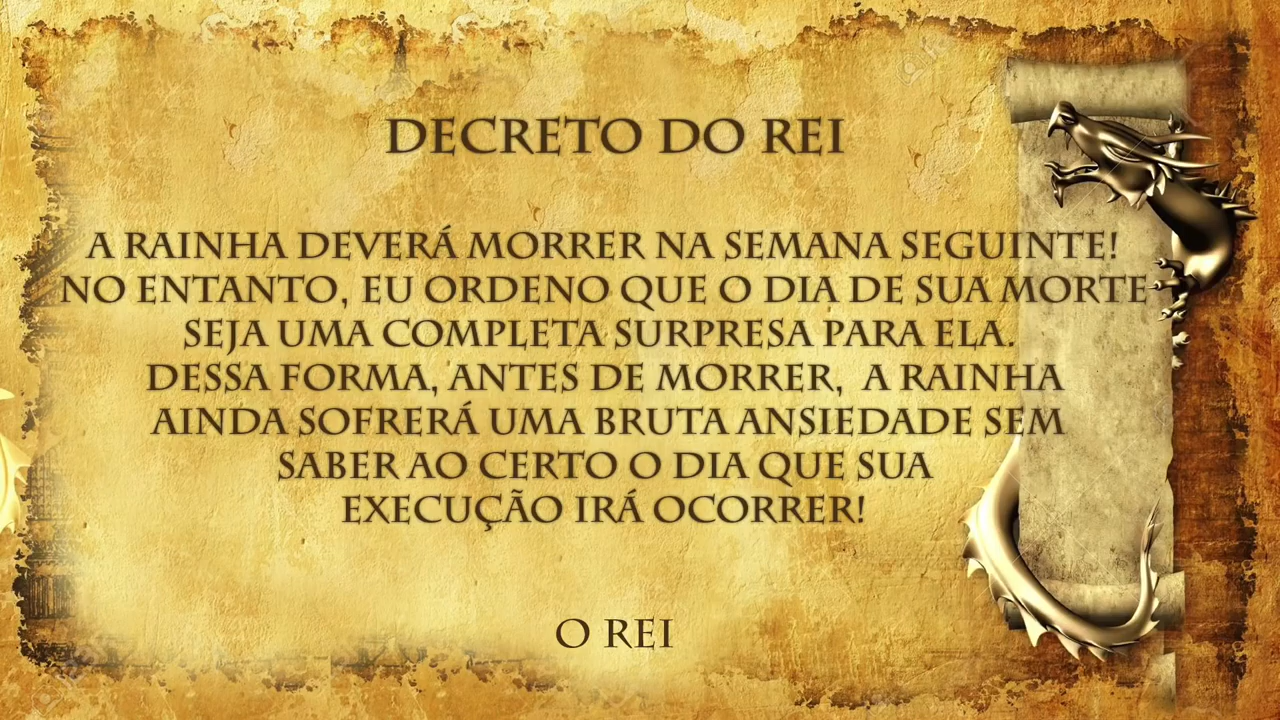 DECRETO DO REI
A RAINHA DEVERÁ MORRER NA SEMANA SEGUINTE!
NO ENTANTO, EU ORDENO QUE O DIA DE SUA MORTE
SEJA UMA COMPLETA SURPRESA PARA ELA.
DESSA FORMA, ANTES DE MORRER, A RAINHA
AINDA SOFRERÁ UMA BRUTA ANSIEDADE SEM
SABER AO CERTO O DIA QUE SUA
EXECUÇÃO IRÁ OCORRER!
O REI